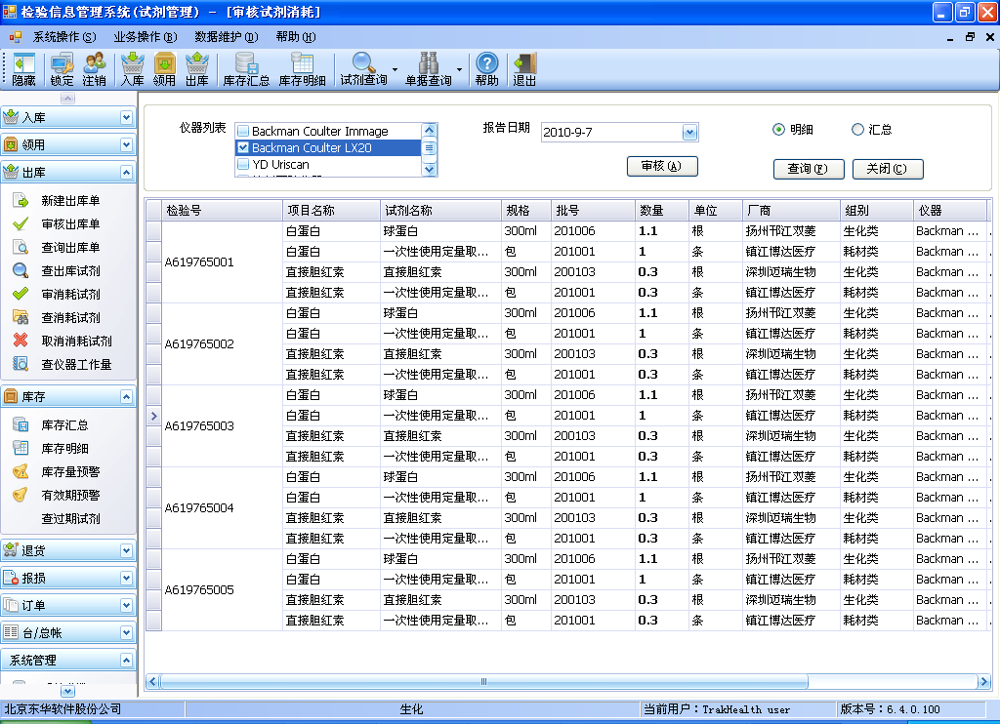 检验信息管理系统(试剂管理) - [审核试剂消耗]
系统操作(S) 业务操作(B) 数据维护(D) 帮助(H)
隐藏 锁定 注销 入库 领用 出库 库存汇总 库存明细 试剂查询 单据查询 帮助 退出
入库
领用
出库
新建出库单
审核出库单
查询出库单
查出库试剂
审消耗试剂
查消耗试剂
取消消耗试剂
查仪器工作量
库存
库存汇总
库存明细
库存量预警
有效期预警
查过期试剂
退货
报损
订单
台/总帐
系统管理
仪器列表
Backman Coulter Immage
Backman Coulter LX20
YD Uriscan
报告日期 2010-9-7
明细 汇总
审核(A) 查询(F) 关闭(C)
检验号 项目名称 试剂名称 规格 批号 数量 单位 厂商 组别 仪器
A619765001
白蛋白 球蛋白 300ml 201006 1.1 根 扬州邗江双菱 生化类 Backman ...
白蛋白 一次性使用定量取... 包 201001 1 条 镇江博达医疗 耗材类 Backman ...
直接胆红素 直接胆红素 300ml 200103 0.3 根 深圳迈瑞生物 生化类 Backman ...
直接胆红素 一次性使用定量取... 包 201001 0.3 条 镇江博达医疗 耗材类 Backman ...
A619765002
白蛋白 球蛋白 300ml 201006 1.1 根 扬州邗江双菱 生化类 Backman ...
白蛋白 一次性使用定量取... 包 201001 1 条 镇江博达医疗 耗材类 Backman ...
直接胆红素 直接胆红素 300ml 200103 0.3 根 深圳迈瑞生物 生化类 Backman ...
直接胆红素 一次性使用定量取... 包 201001 0.3 条 镇江博达医疗 耗材类 Backman ...
A619765003
白蛋白 球蛋白 300ml 201006 1.1 根 扬州邗江双菱 生化类 Backman ...
白蛋白 一次性使用定量取... 包 201001 1 条 镇江博达医疗 耗材类 Backman ...
直接胆红素 直接胆红素 300ml 200103 0.3 根 深圳迈瑞生物 生化类 Backman ...
直接胆红素 一次性使用定量取... 包 201001 0.3 条 镇江博达医疗 耗材类 Backman ...
A619765004
白蛋白 球蛋白 300ml 201006 1.1 根 扬州邗江双菱 生化类 Backman ...
白蛋白 一次性使用定量取... 包 201001 1 条 镇江博达医疗 耗材类 Backman ...
直接胆红素 直接胆红素 300ml 200103 0.3 根 深圳迈瑞生物 生化类 Backman ...
直接胆红素 一次性使用定量取... 包 201001 0.3 条 镇江博达医疗 耗材类 Backman ...
A619765005
白蛋白 球蛋白 300ml 201006 1.1 根 扬州邗江双菱 生化类 Backman ...
白蛋白 一次性使用定量取... 包 201001 1 条 镇江博达医疗 耗材类 Backman ...
直接胆红素 直接胆红素 300ml 200103 0.3 根 深圳迈瑞生物 生化类 Backman ...
直接胆红素 一次性使用定量取... 包 201001 0.3 条 镇江博达医疗 耗材类 Backman ...
北京东华软件股份公司 生化 当前用户：TrakHealth user 版本号：6.4.0.100